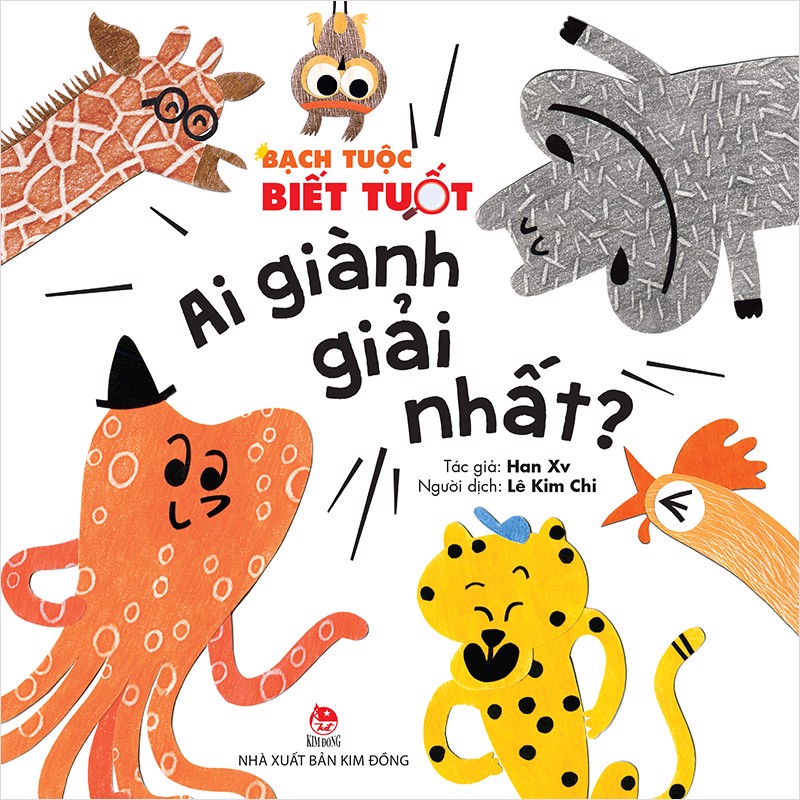 BẠCH TUỘC
BIẾT TUỐT
Ai giành
giải
nhất?
Tác giả: Han Xv
Người dịch: Lê Kim Chi
KIM ĐỒNG
NHÀ XUẤT BẢN KIM ĐỒNG